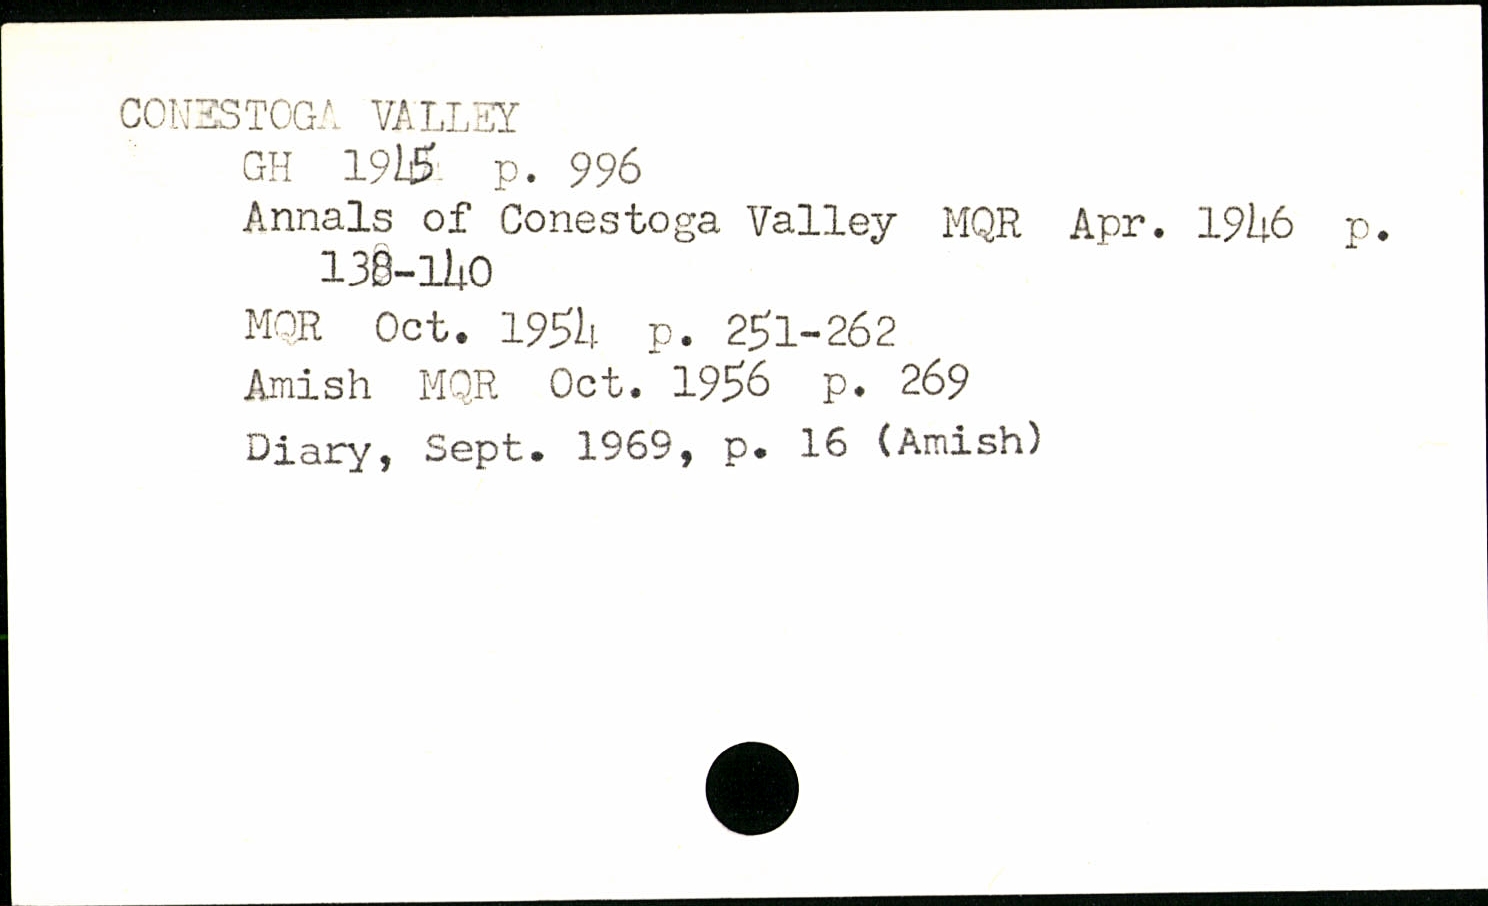 CONESTOGA VALLEY
GH 1945 p. 996
Annals of Conestoga Valley MQR Apr. 1946 p.
138-140
MQR Oct. 1954 p. 251-262
Amish MQR Oct. 1956 p. 269
Diary, Sept. 1969, p. 16 (Amish)